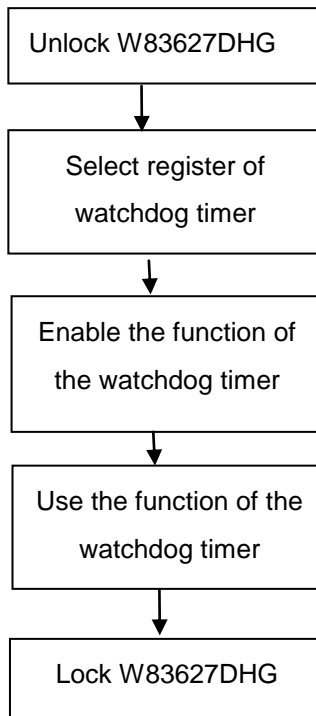 Unlock W83627DHG
Select register of
watchdog timer
Enable the function of
the watchdog timer
Use the function of the
watchdog timer
Lock W83627DHG